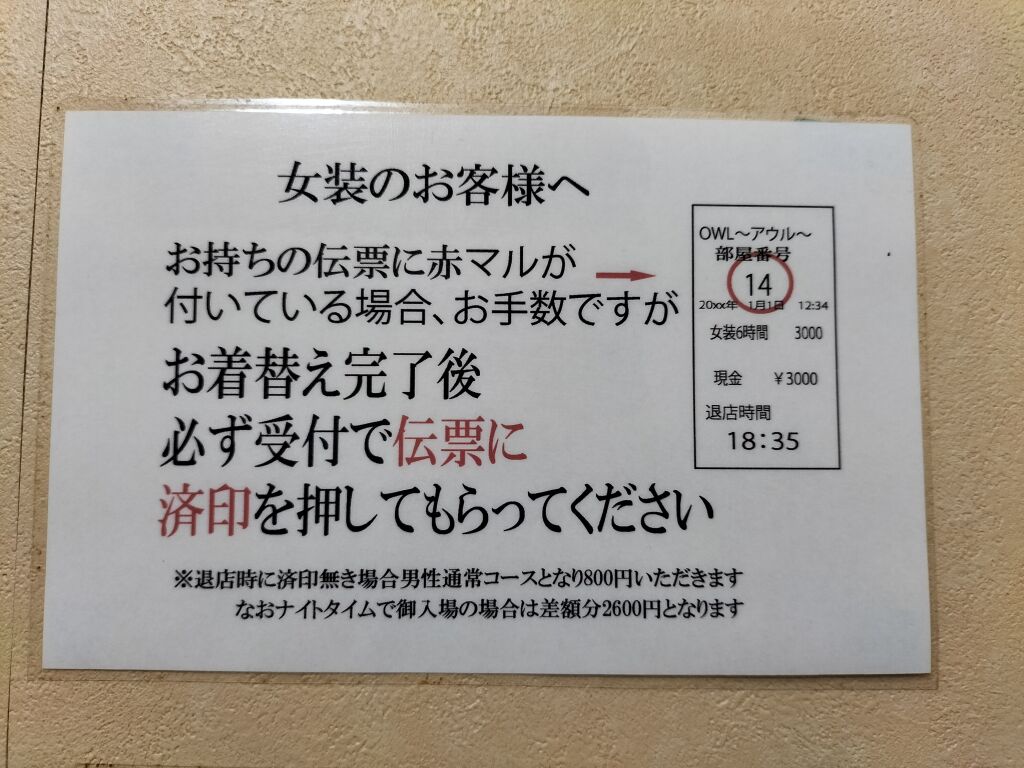 女装のお客様へ
お持ちの伝票に赤マルが
付いている場合、お手数ですが
お着替え完了後
必ず受付で伝票に
済印を押してもらってください
※退店時に済印無き場合男性通常コースとなり800円いただきます
なおナイトタイムで御入場の場合は差額分2600円となります
OWL～アウル～
部屋番号
14
20xx年 1月1日 12:34
女装6時間 3000
現金 ¥3000
退店時間
18:35